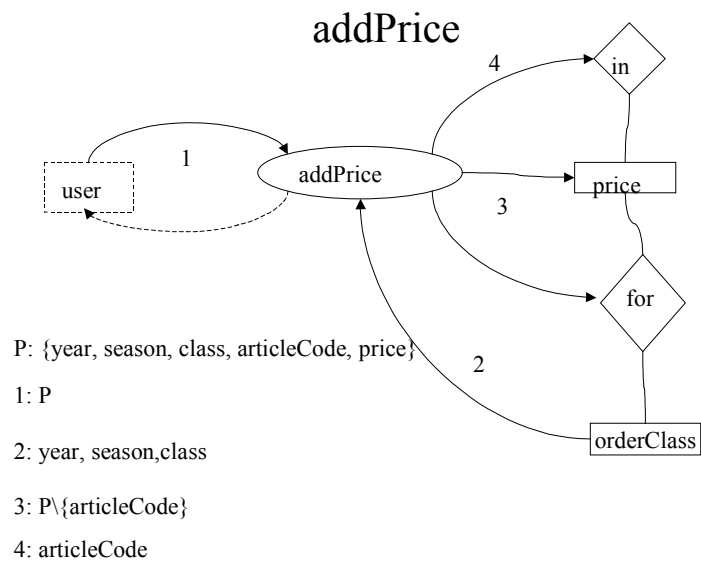 addPrice
4
in
1
user
addPrice
price
3
for
P: {year, season, class, articleCode, price}
2
1: P
orderClass
2: year, season,class
3: P\{articleCode}
4: articleCode